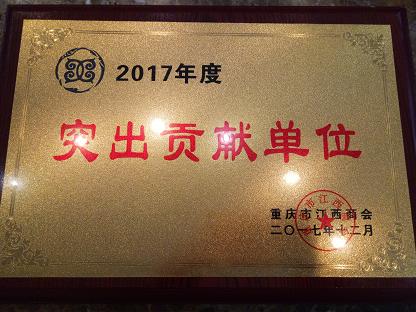 2017年度
突出贡献单位
重庆市江西商会
二〇一七年十二月